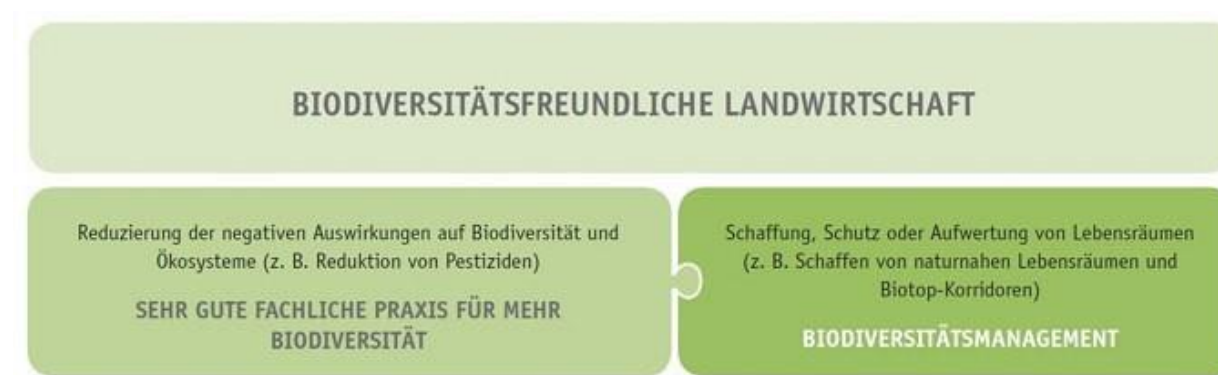 BIODIVERSITÄTSFREUNDLICHE LANDWIRTSCHAFT
Reduzierung der negativen Auswirkungen auf Biodiversität und
Ökosysteme (z. B. Reduktion von Pestiziden)
SEHR GUTE FACHLICHE PRAXIS FÜR MEHR
BIODIVERSITÄT
Schaffung, Schutz oder Aufwertung von Lebensräumen
(z. B. Schaffen von naturnahen Lebensräumen und
Biotop-Korridoren)
BIODIVERSITÄTSMANAGEMENT